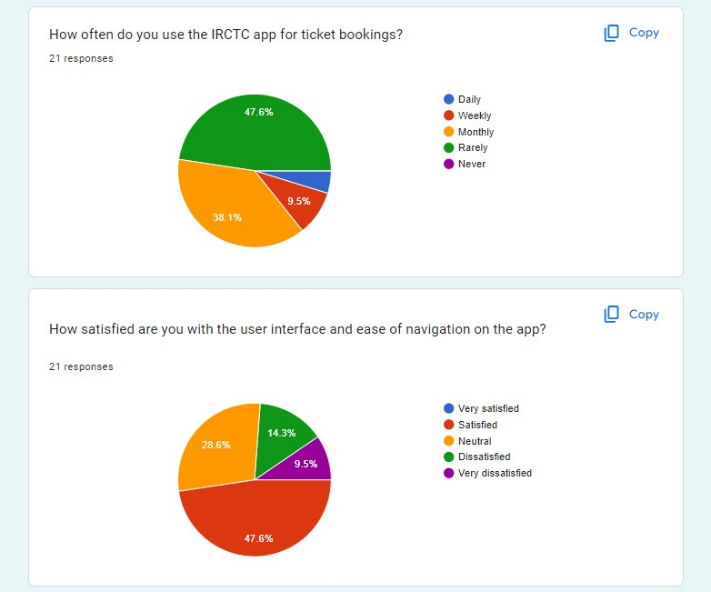 How often do you use the IRCTC app for ticket bookings?
Copy
21 responses
47.6%
38.1%
9.5%
Daily
Weekly
Monthly
Rarely
Never
How satisfied are you with the user interface and ease of navigation on the app?
Copy
21 responses
28.6%
14.3%
9.5%
47.6%
Very satisfied
Satisfied
Neutral
Dissatisfied
Very dissatisfied